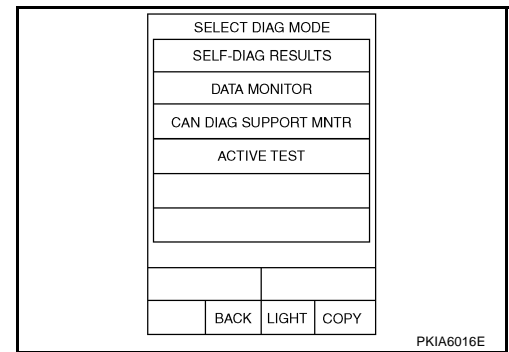 SELECT DIAG MODE
SELF-DIAG RESULTS
DATA MONITOR
CAN DIAG SUPPORT MNTR
ACTIVE TEST
BACK LIGHT COPY
PKIA6016E